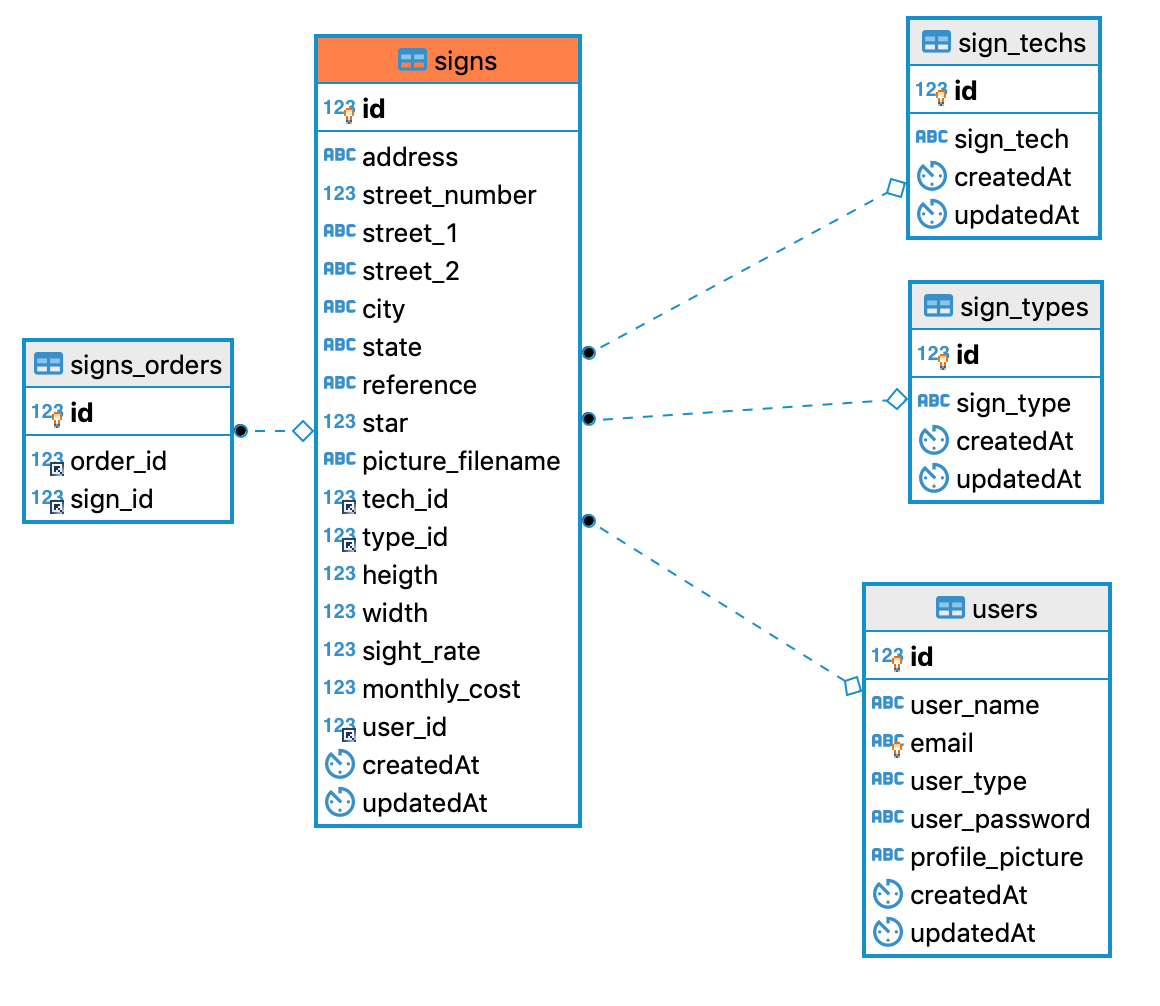 signs_orders
123 id
123 order_id
123 sign_id
signs
123 id
ABC address
123 street_number
ABC street_1
ABC street_2
ABC city
ABC state
ABC reference
123 star
ABC picture_filename
123 tech_id
123 type_id
123 heigth
123 width
123 sight_rate
123 monthly_cost
123 user_id
createdAt
updatedAt
sign_techs
123 id
ABC sign_tech
createdAt
updatedAt
sign_types
123 id
ABC sign_type
createdAt
updatedAt
users
123 id
ABC user_name
ABC email
ABC user_type
ABC user_password
ABC profile_picture
createdAt
updatedAt